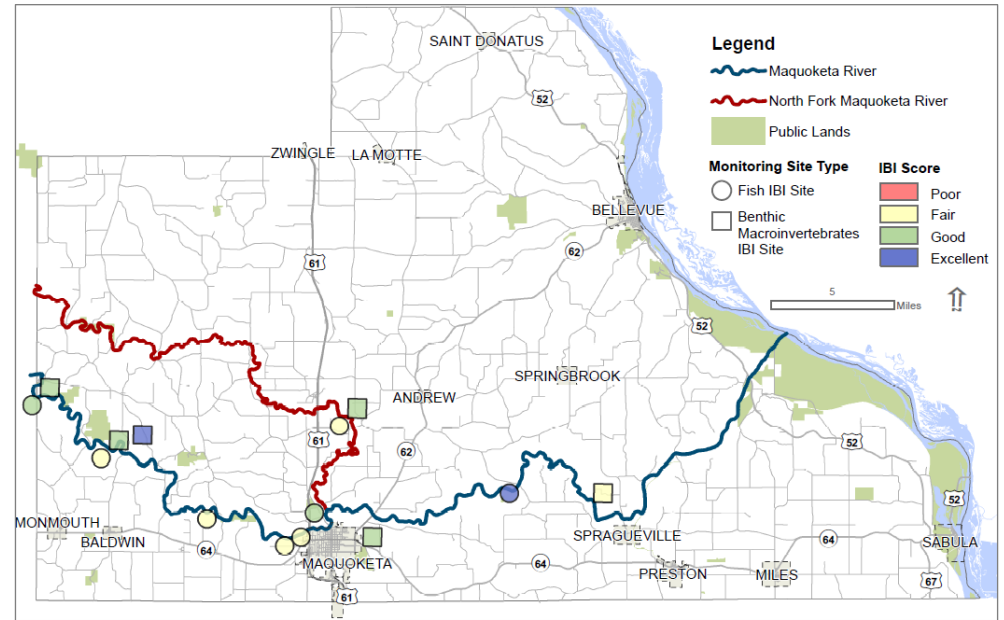 SAINT DONATUS
52
ZWINGLE
LA MOTTE
BELLEVUE
62
61
52
SPRINGBROOK
ANDREW
61
62
52
52
MONMOUTH
BALDWIN
64
MAQUOKETA
61
SPRAGUEVILLE
64
PRESTON
MILES
64
SABULA
67
Legend
Maquoketa River
North Fork Maquoketa River
Public Lands
Monitoring Site Type
Fish IBI Site
Benthic
Macroinvertebrates
IBI Site
IBI Score
Poor
Fair
Good
Excellent
5
Miles